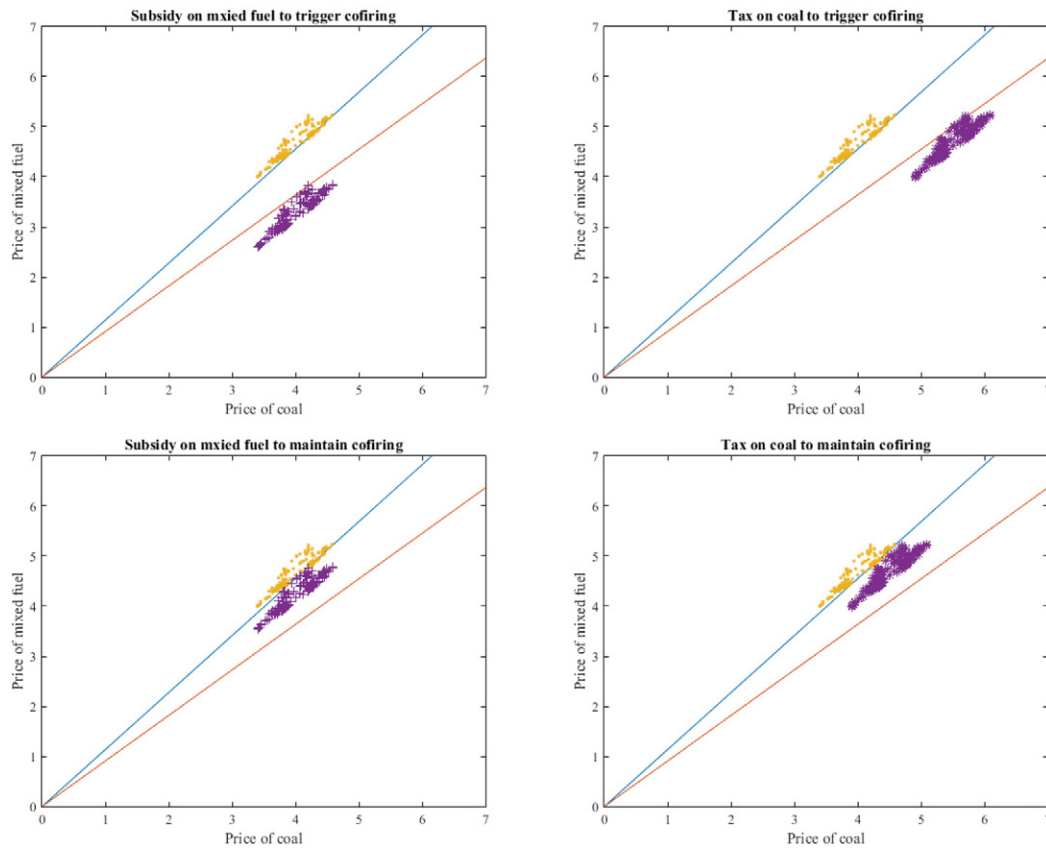 Subsidy on mxied fuel to trigger cofiring
7
6
5
4
3
2
1
0
Price of mixed fuel
0 1 2 3 4 5 6 7
Price of coal
Tax on coal to trigger cofiring
7
6
5
4
3
2
1
0
Price of mixed fuel
0 1 2 3 4 5 6 7
Price of coal
Subsidy on mxied fuel to maintain cofiring
7
6
5
4
3
2
1
0
Price of mixed fuel
0 1 2 3 4 5 6 7
Price of coal
Tax on coal to maintain cofiring
7
6
5
4
3
2
1
0
Price of mixed fuel
0 1 2 3 4 5 6 7
Price of coal